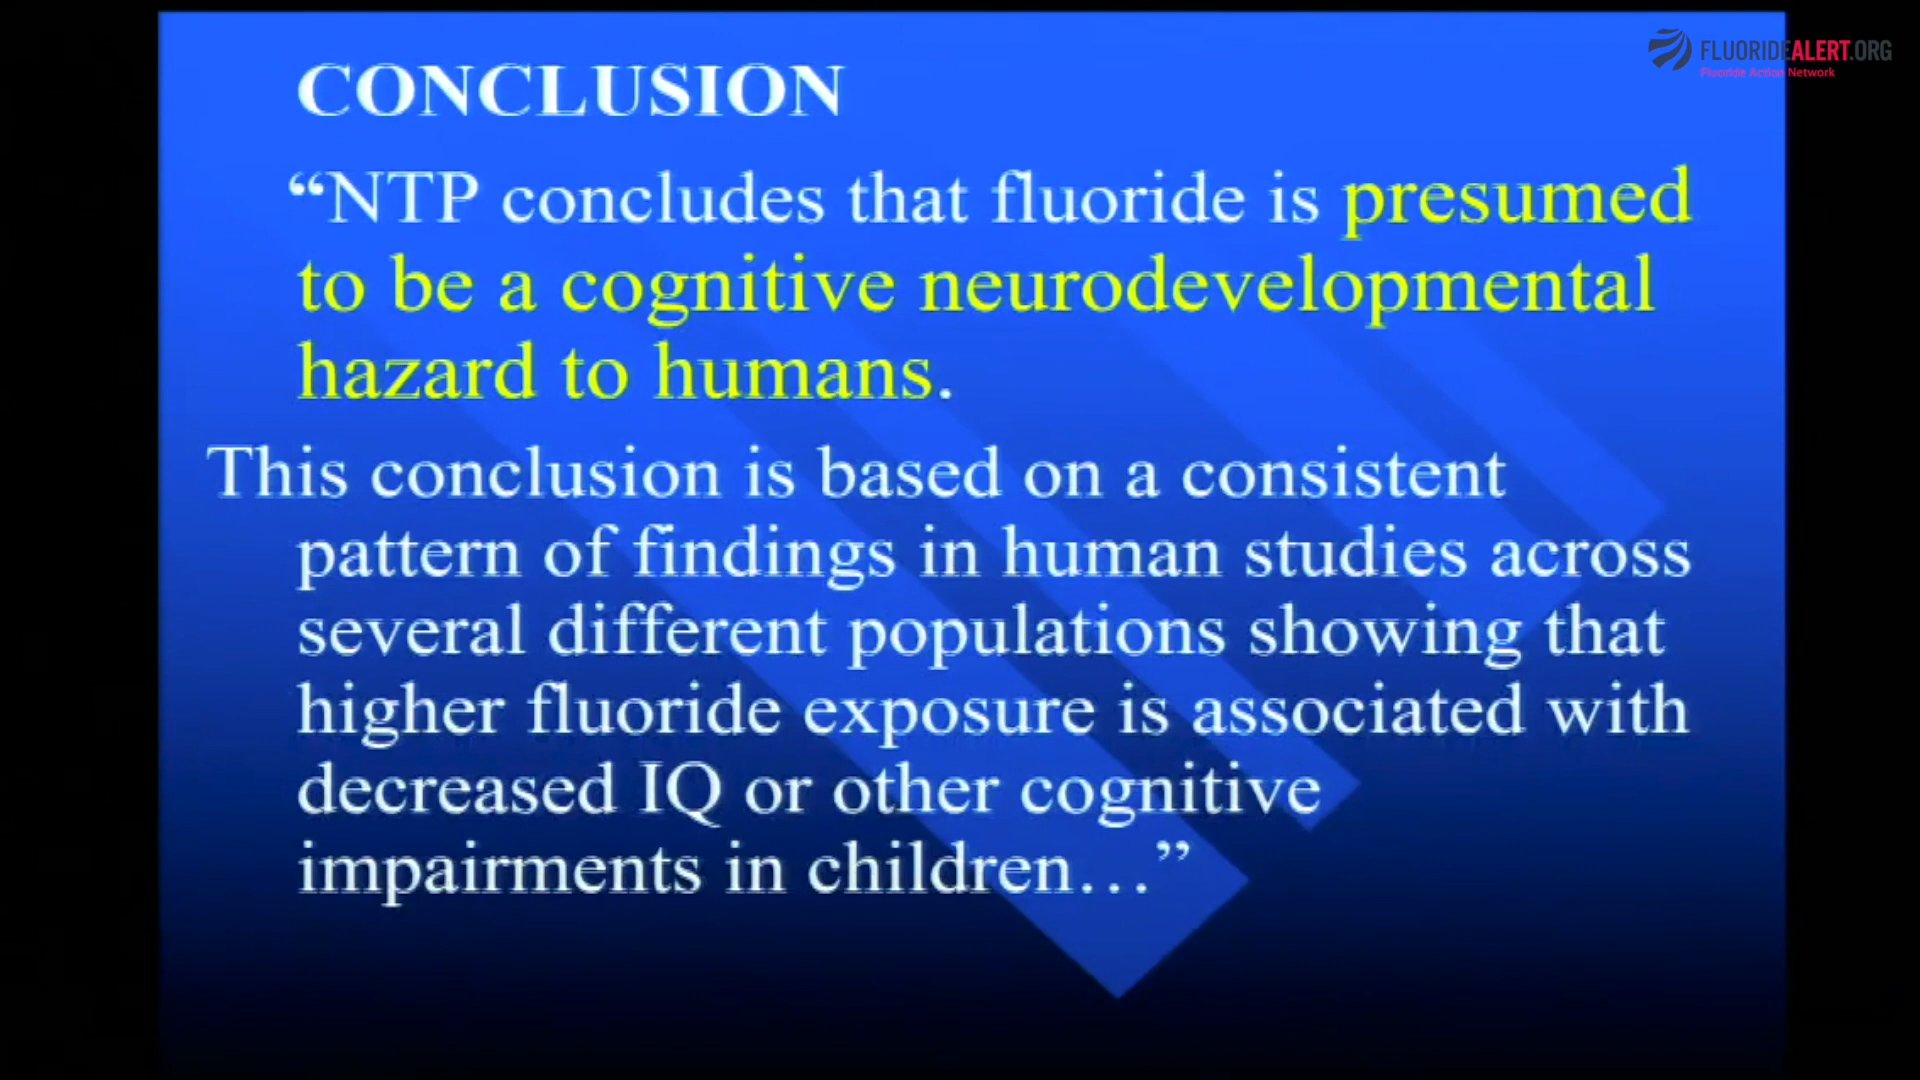 FLUORIDEALERT.ORG
Fluoride Action Network
CONCLUSION
“NTP concludes that fluoride is presumed
to be a cognitive neurodevelopmental
hazard to humans.
This conclusion is based on a consistent
pattern of findings in human studies across
several different populations showing that
higher fluoride exposure is associated with
decreased IQ or other cognitive
impairments in children…”